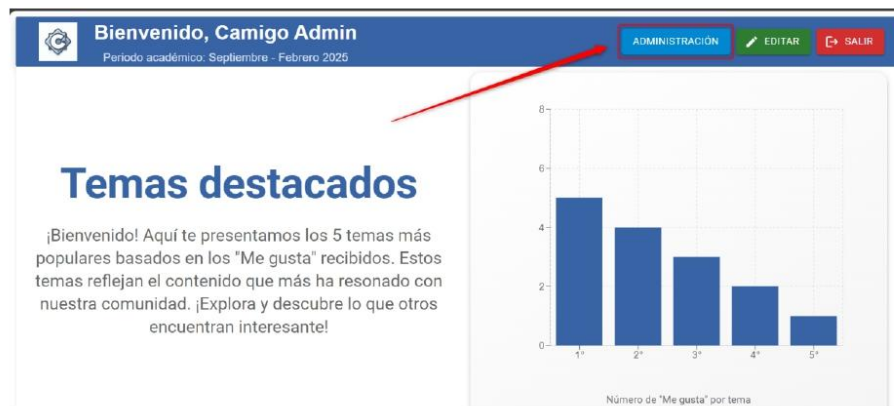 Bienvenido, Camigo Admin
Periodo académico: Septiembre - Febrero 2025
ADMINISTRACIÓN
EDITAR
SALIR
Temas destacados
¡Bienvenido! Aquí te presentamos los 5 temas más
populares basados en los "Me gusta" recibidos. Estos
temas reflejan el contenido que más ha resonado con
nuestra comunidad. ¡Explora y descubre lo que otros
encuentran interesante!
8
6
4
2
0
1°
2°
3°
4°
5°
Número de "Me gusta" por tema